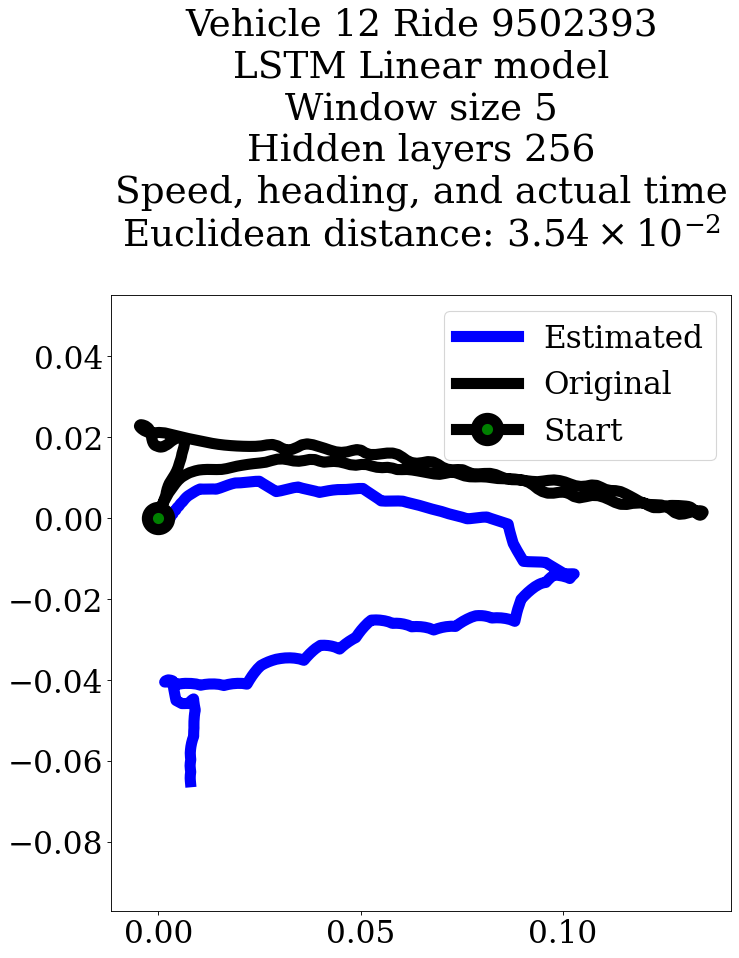 Vehicle 12 Ride 9502393
LSTM Linear model
Window size 5
Hidden layers 256
Speed, heading, and actual time
Euclidean distance: 3.54 × 10⁻²
Estimated
Original
Start
0.04
0.02
0.00
−0.02
−0.04
−0.06
−0.08
0.00 0.05 0.10